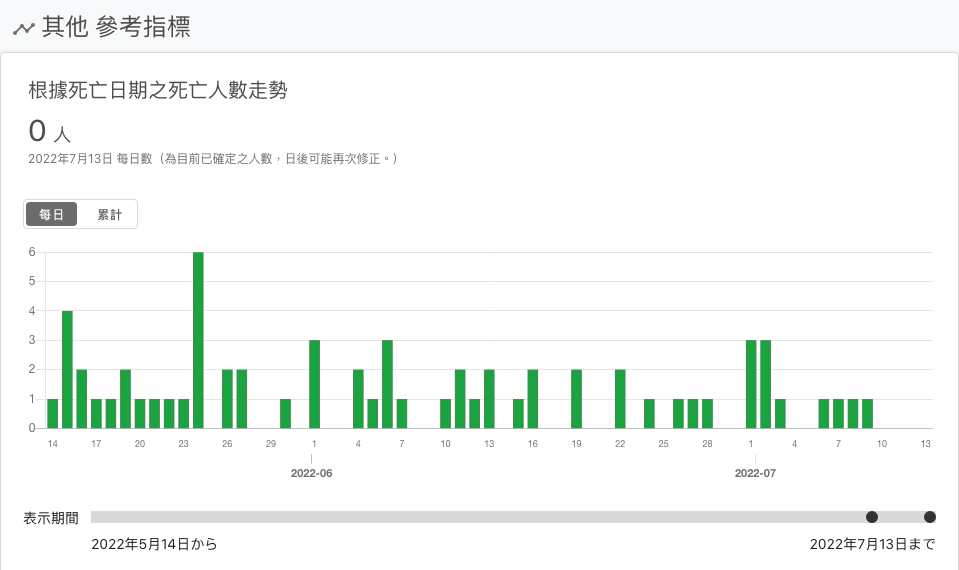 其他 參考指標
根據死亡日期之死亡人數走勢
0 人
2022年7月13日 每日數（為目前已確定之人數，日後可能再次修正。）
每日 累計
6
5
4
3
2
1
0
14 17 20 23 26 29 1 4 7 10 13 16 19 22 25 28 1 4 7 10 13
2022-06 2022-07
表示期間
2022年5月14日から 2022年7月13日まで